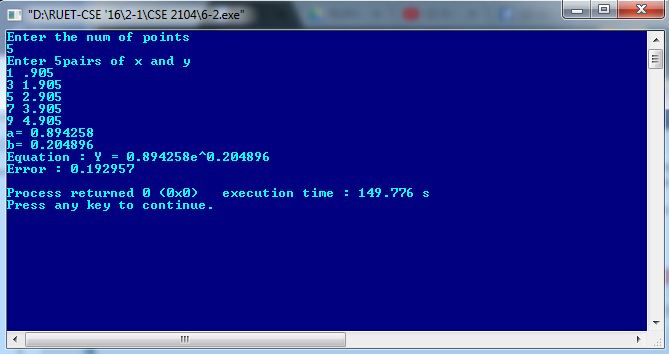 "D:\RUET-CSE '16\2-1\CSE 2104\6-2.exe"
Enter the num of points
5
Enter 5pairs of x and y
1 .905
3 1.905
5 2.905
7 3.905
9 4.905
a= 0.894258
b= 0.204896
Equation : Y = 0.894258e^0.204896
Error : 0.192957
Process returned 0 (0x0)   execution time : 149.776 s
Press any key to continue.